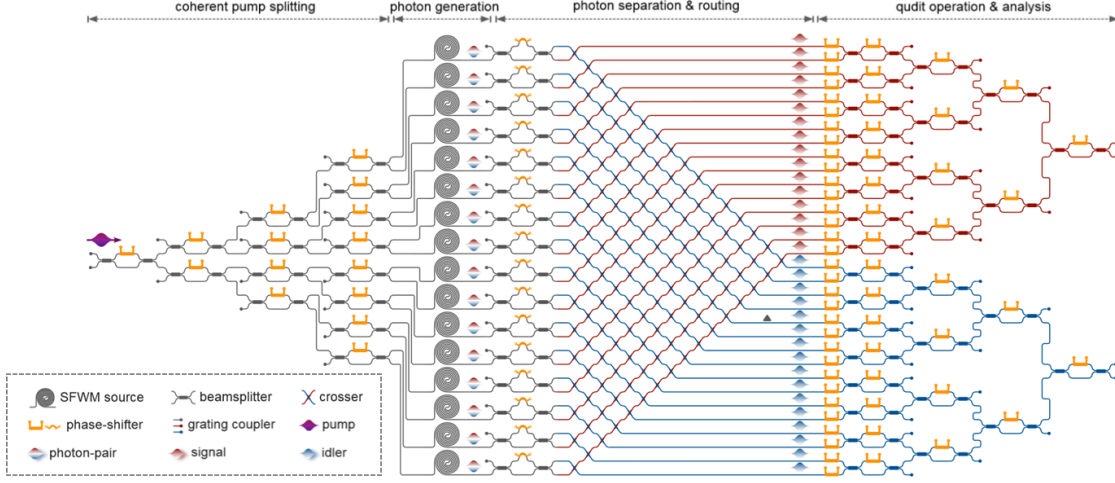 coherent pump splitting
photon generation
photon separation & routing
qudit operation & analysis
SFWM source
beamsplitter
crosser
phase-shifter
grating coupler
pump
photon-pair
signal
idler